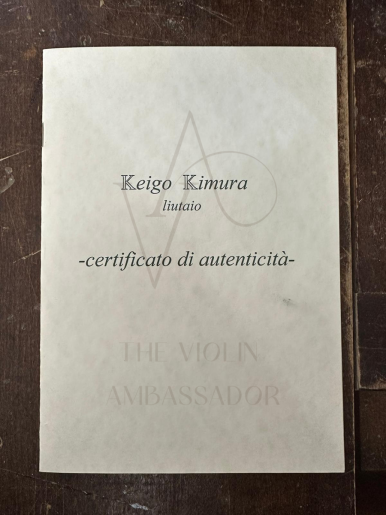 𝕂eigo 𝕂imura
liutaio
-certificato di autenticità-
THE VIOLIN
AMBASSADOR